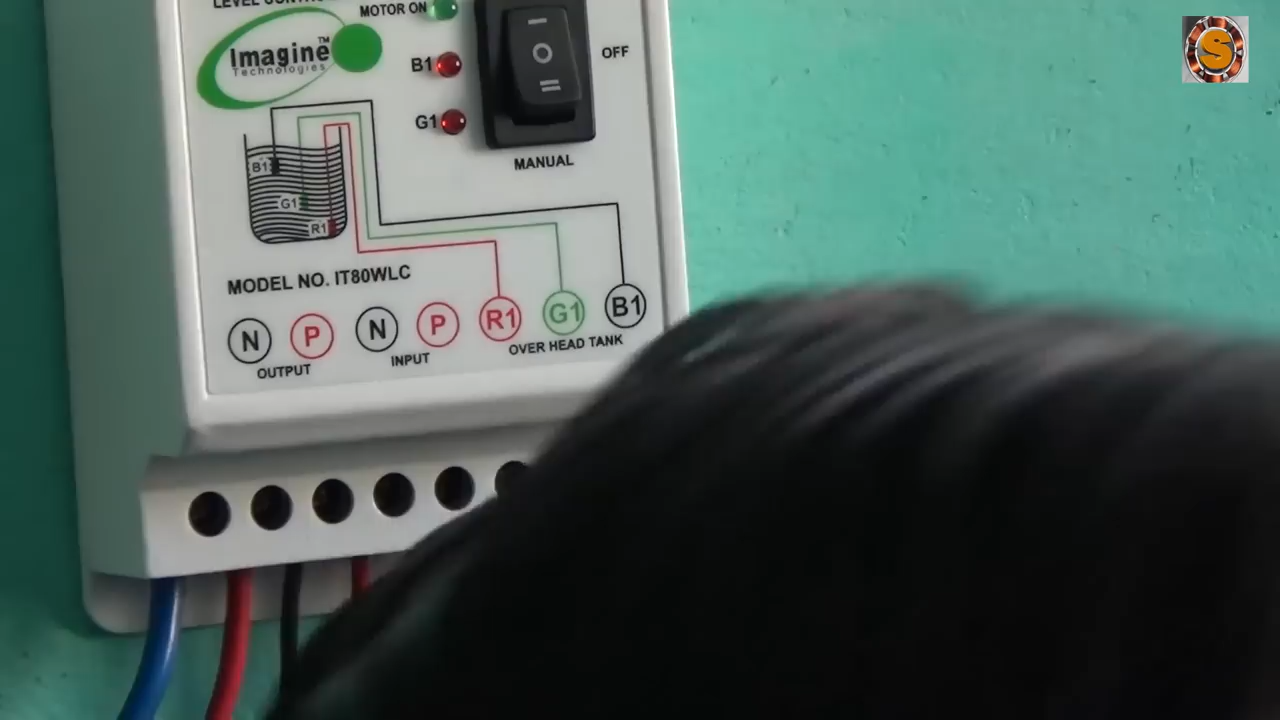 MOTOR ON
Imagine™
Technologies
OFF
B1
G1
MANUAL
B1
G1
R1
MODEL NO. IT80WLC
N P N P R1 G1 B1
OUTPUT INPUT OVER HEAD TANK
S